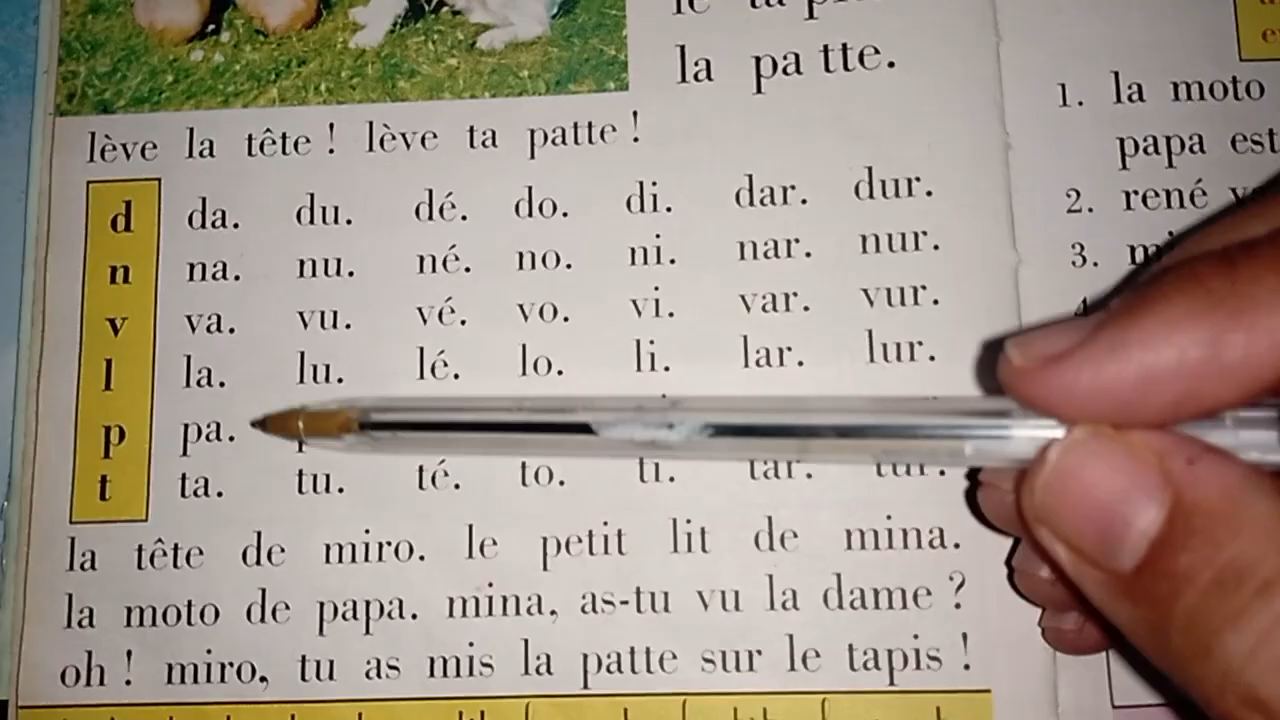 la pa tte.
lève la tête ! lève ta patte !
d da. du. dé. do. di. dar. dur.
n na. nu. né. no. ni. nar. nur.
v va. vu. vé. vo. vi. var. vur.
l la. lu. lé. lo. li. lar. lur.
p pa.
t ta. tu. té. to. ti. tar. tur.
la tête de miro. le petit lit de mina.
la moto de papa. mina, as-tu vu la dame ?
oh ! miro, tu as mis la patte sur le tapis !
1. la moto
papa est
2. rené
3.